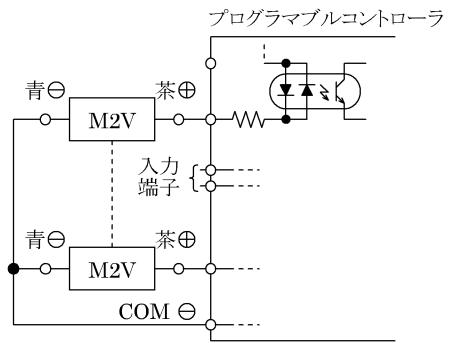 プログラマブルコントローラ
青⊖ 茶⊕
M2V
入力
端子
青⊖ 茶⊕
M2V
COM ⊖